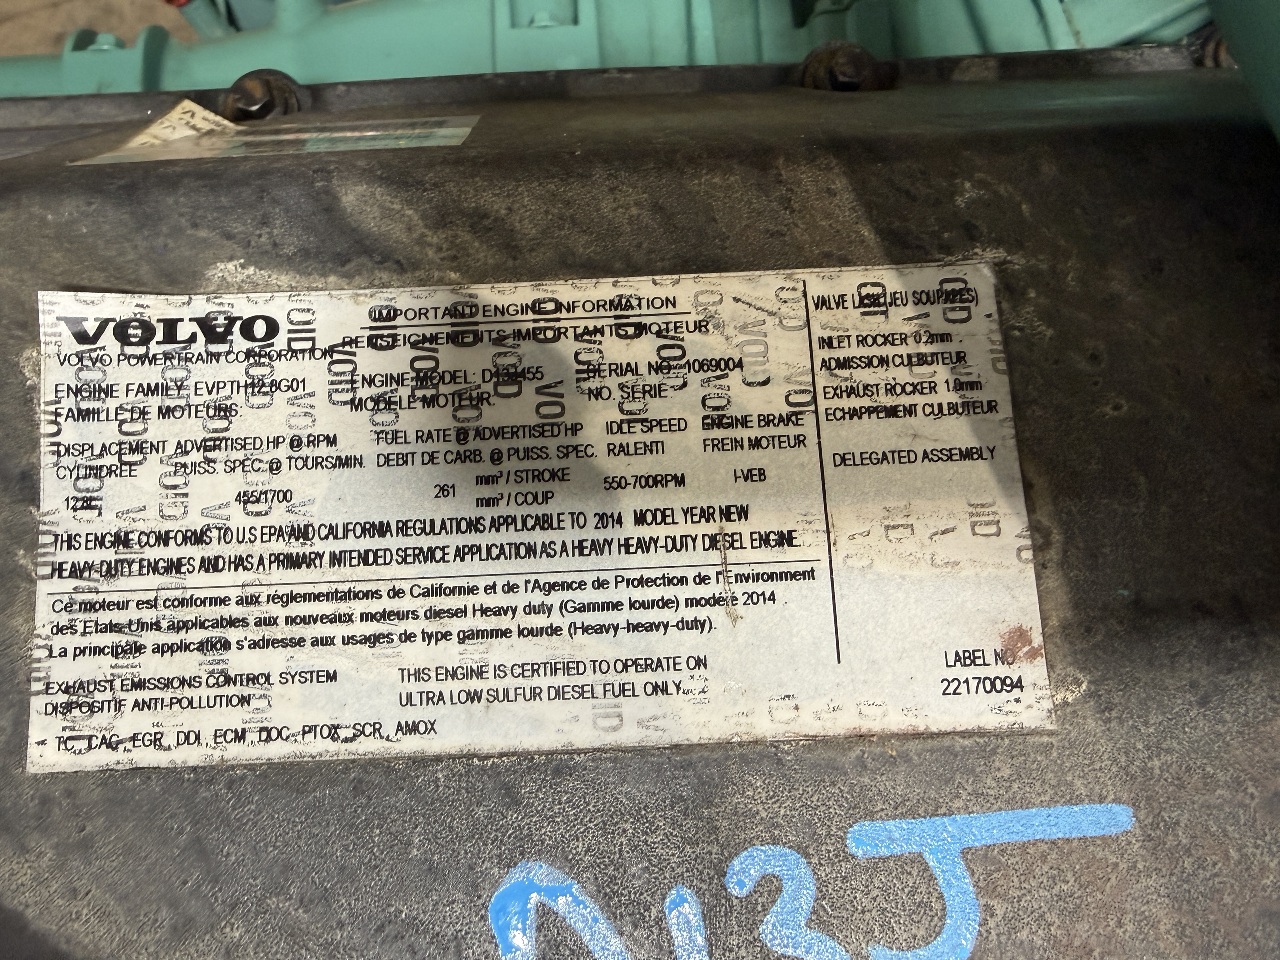 VOLVO
VOLVO POWERTRAIN CORPORATION
IMPORTANT ENGINE INFORMATION
RENSEIGNEMENTS IMPORTANTS MOTEUR
ENGINE FAMILY: EVPTH12.8G01
FAMILLE DE MOTEURS:
ENGINE MODEL:
MODELE MOTEUR:
SERIAL NO: 1069004
NO. SERIE
DISPLACEMENT
CYLINDREE
12.8L
ADVERTISED HP @ RPM
PUISS. SPEC. @ TOURS/MIN.
455/1700
FUEL RATE @ ADVERTISED HP
DEBIT DE CARB. @ PUISS. SPEC.
261 mm³ / STROKE
mm³ / COUP
IDLE SPEED
RALENTI
550-700RPM
ENGINE BRAKE
FREIN MOTEUR
I-VEB
THIS ENGINE CONFORMS TO U.S EPA AND CALIFORNIA REGULATIONS APPLICABLE TO 2014 MODEL YEAR NEW
HEAVY-DUTY ENGINES AND HAS A PRIMARY INTENDED SERVICE APPLICATION AS A HEAVY HEAVY-DUTY DIESEL ENGINE.
Ce moteur est conforme aux réglementations de Californie et de l'Agence de Protection de l'Environment
des Etats-Unis applicables aux nouveaux moteurs diesel Heavy duty (Gamme lourde) modéle 2014 .
La principale application s'adresse aux usages de type gamme lourde (Heavy-heavy-duty).
EXHAUST EMISSIONS CONTROL SYSTEM
DISPOSITIF ANTI-POLLUTION
THIS ENGINE IS CERTIFIED TO OPERATE ON
ULTRA LOW SULFUR DIESEL FUEL ONLY
TC, CAC, EGR, DDI, ECM, DOC, PTOX, SCR, AMOX
VALVE LASH (JEU SOUPAPES)
INLET ROCKER 0.2mm
ADMISSION CULBUTEUR
EXHAUST ROCKER
ECHAPPEMENT CULBUTEUR
DELEGATED ASSEMBLY
LABEL NO
22170094